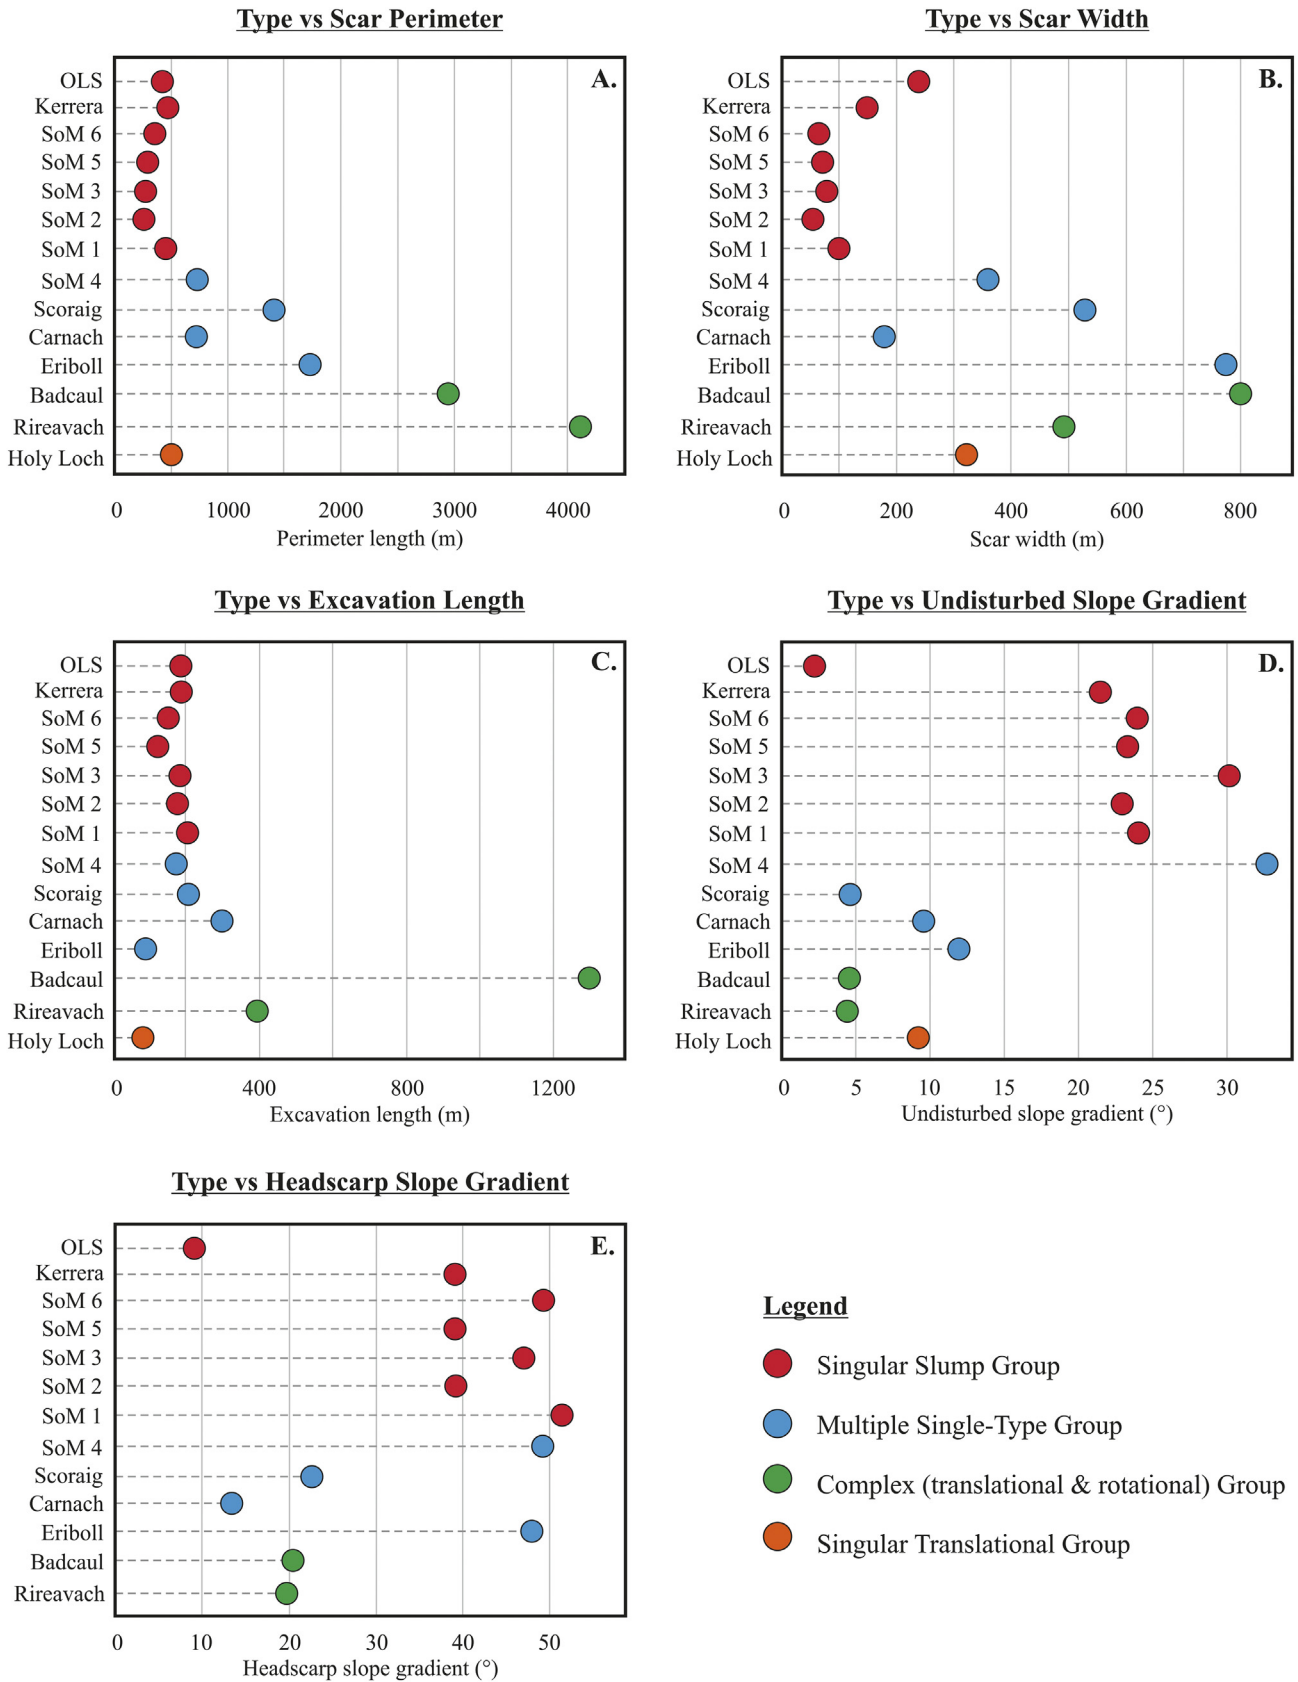 Type vs Scar Perimeter
A.
OLS
Kerrera
SoM 6
SoM 5
SoM 3
SoM 2
SoM 1
SoM 4
Scoraig
Carnach
Eriboll
Badcaul
Rireavach
Holy Loch
0 1000 2000 3000 4000
Perimeter length (m)
Type vs Scar Width
B.
OLS
Kerrera
SoM 6
SoM 5
SoM 3
SoM 2
SoM 1
SoM 4
Scoraig
Carnach
Eriboll
Badcaul
Rireavach
Holy Loch
0 200 400 600 800
Scar width (m)
Type vs Excavation Length
C.
OLS
Kerrera
SoM 6
SoM 5
SoM 3
SoM 2
SoM 1
SoM 4
Scoraig
Carnach
Eriboll
Badcaul
Rireavach
Holy Loch
0 400 800 1200
Excavation length (m)
Type vs Undisturbed Slope Gradient
D.
OLS
Kerrera
SoM 6
SoM 5
SoM 3
SoM 2
SoM 1
SoM 4
Scoraig
Carnach
Eriboll
Badcaul
Rireavach
Holy Loch
0 5 10 15 20 25 30
Undisturbed slope gradient (°)
Type vs Headscarp Slope Gradient
E.
OLS
Kerrera
SoM 6
SoM 5
SoM 3
SoM 2
SoM 1
SoM 4
Scoraig
Carnach
Eriboll
Badcaul
Rireavach
0 10 20 30 40 50
Headscarp slope gradient (°)
Legend
Singular Slump Group
Multiple Single-Type Group
Complex (translational & rotational) Group
Singular Translational Group